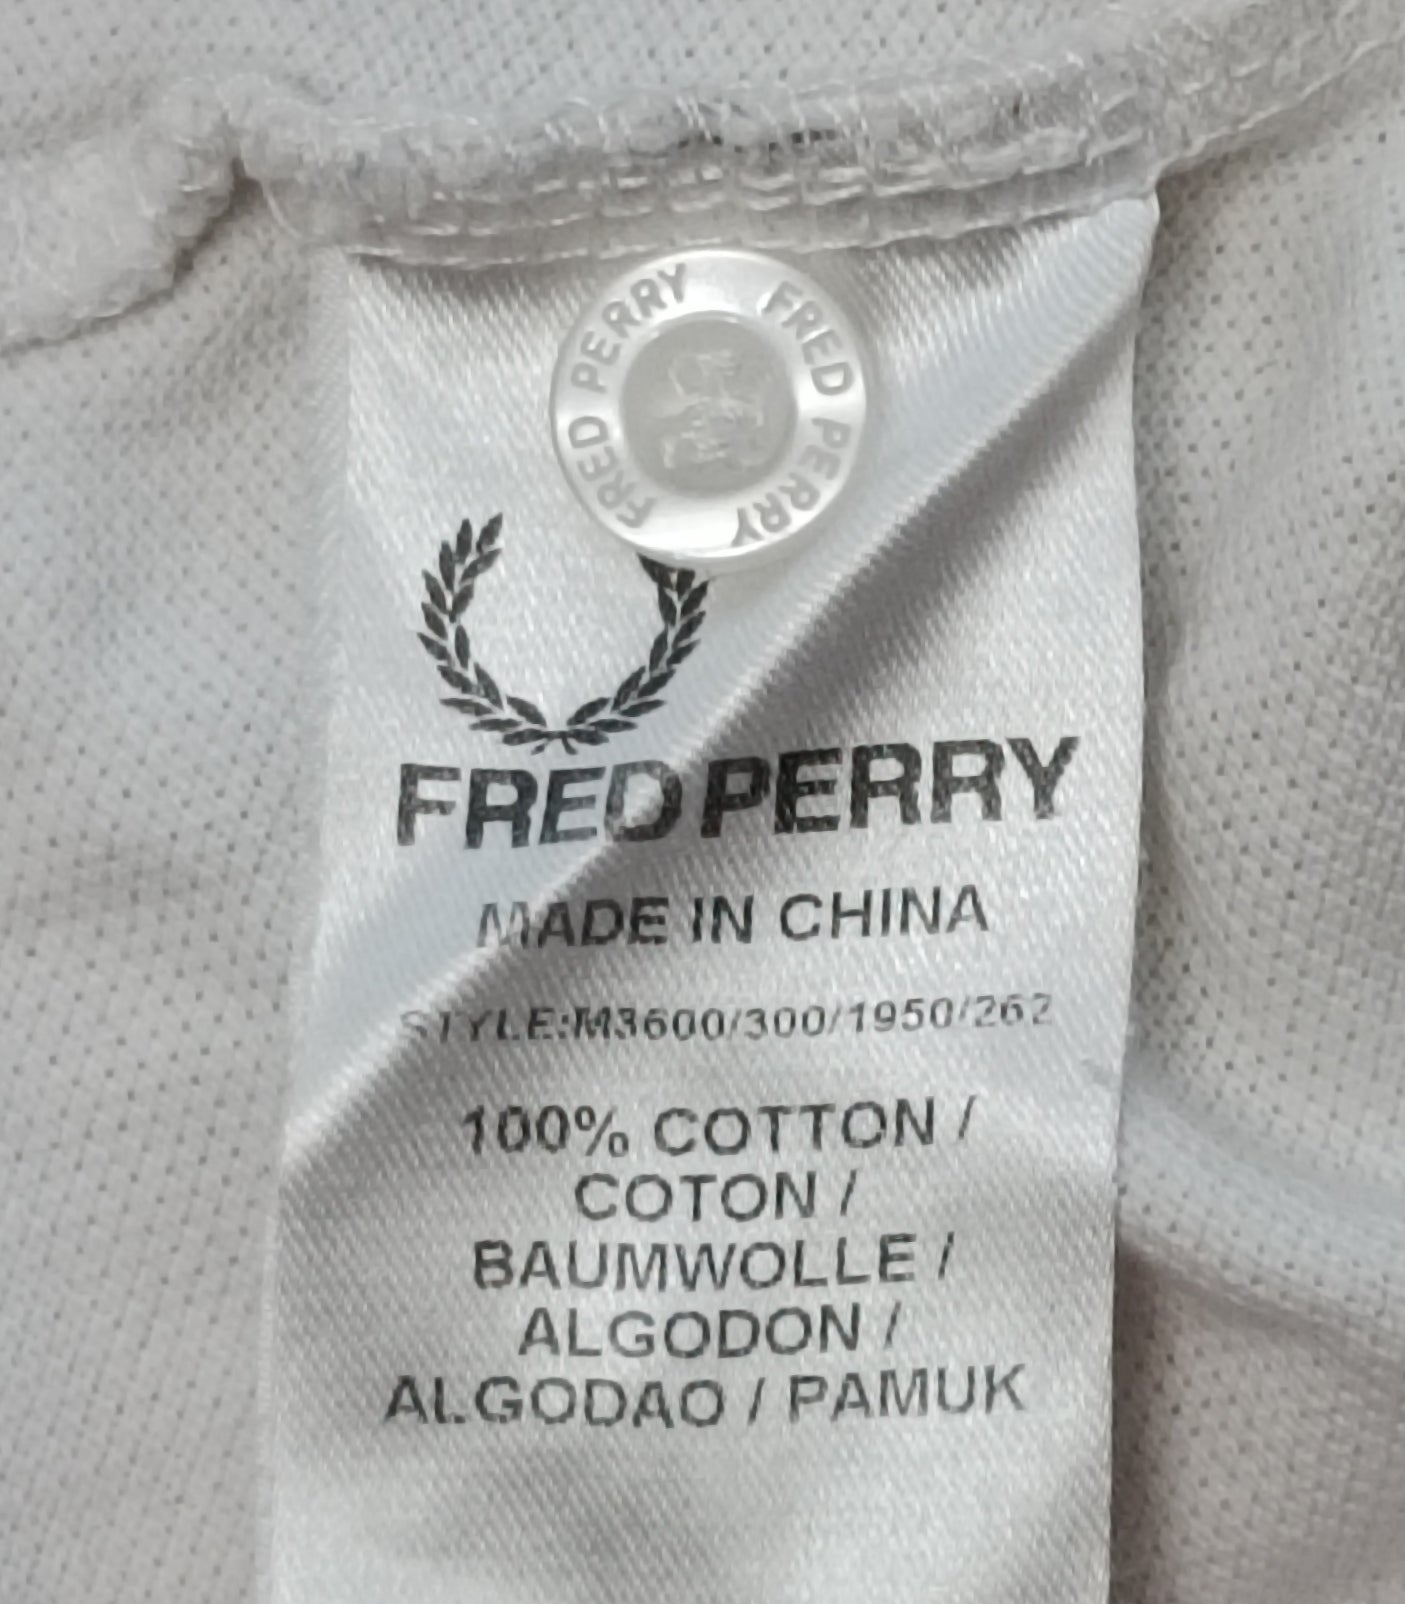 FRED PERRY FRED PERRY
FRED PERRY
MADE IN CHINA
STYLE:M3600/300/1950/262
100% COTTON /
COTON /
BAUMWOLLE /
ALGODON /
ALGODAO / PAMUK